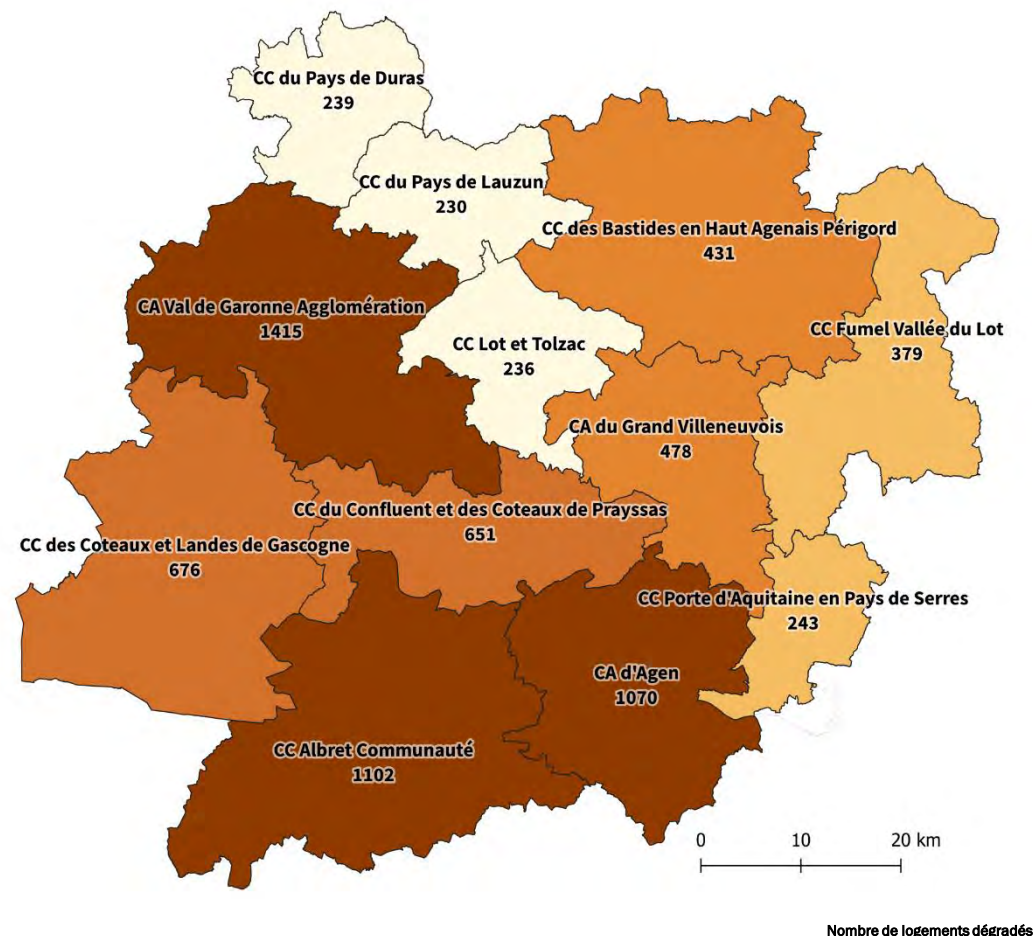 CC du Pays de Duras
239
CC du Pays de Lauzun
230
CC des Bastides en Haut Agenais Périgord
431
CA Val de Garonne Agglomération
1415
CC Fumel Vallée du Lot
379
CC Lot et Tolzac
236
CA du Grand Villeneuvois
478
CC du Confluent et des Coteaux de Prayssas
651
CC des Coteaux et Landes de Gascogne
676
CC Porte d'Aquitaine en Pays de Serres
243
CA d'Agen
1070
CC Albret Communauté
1102
0 10 20 km
Nombre de logements dégradés